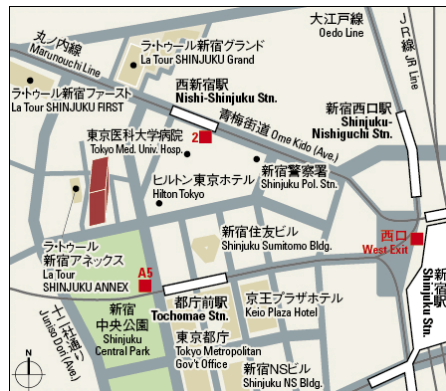 大江戸線
Oedo Line
JR線 JR Line
丸ノ内線
Marunouchi Line
ラ・トゥール新宿グランド
La Tour SHINJUKU Grand
西新宿駅
Nishi-Shinjuku Stn.
ラ・トゥール新宿ファースト
La Tour SHINJUKU FIRST
新宿西口駅
Shinjuku-
Nishiguchi Stn.
青梅街道 Ome Kido (Ave.)
東京医科大学病院
Tokyo Med. Univ. Hosp.
2
ヒルトン東京ホテル
Hilton Tokyo
新宿警察署
Shinjuku Pol. Stn.
新宿住友ビル
Shinjuku Sumitomo Bldg.
西口
West Exit
ラ・トゥール
新宿アネックス
La Tour
SHINJUKU ANNEX
A5
新宿駅
Shinjuku Stn.
都庁前駅
Tochomae Stn.
京王プラザホテル
Keio Plaza Hotel
新宿
中央公園
Shinjuku
Central Park
十二社通り
Juniso Dori (Ave.)
東京都庁
Tokyo Metropolitan
Gov't Office
新宿NSビル
Shinjuku NS Bldg.
N